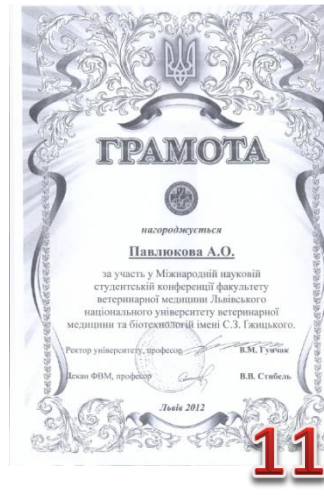 ГРАМОТА
нагороджується
Павлюкова А.О.
за участь у Міжнародній науковій
студентській конференції факультету
ветеринарної медицини Львівського
національного університету ветеринарної
медицини та біотехнологій імені С.З. Ґжицького.
Ректор університету, професор В.М. Гунчак
Декан ФВМ, професор В.В. Стибель
Львів 2012
11